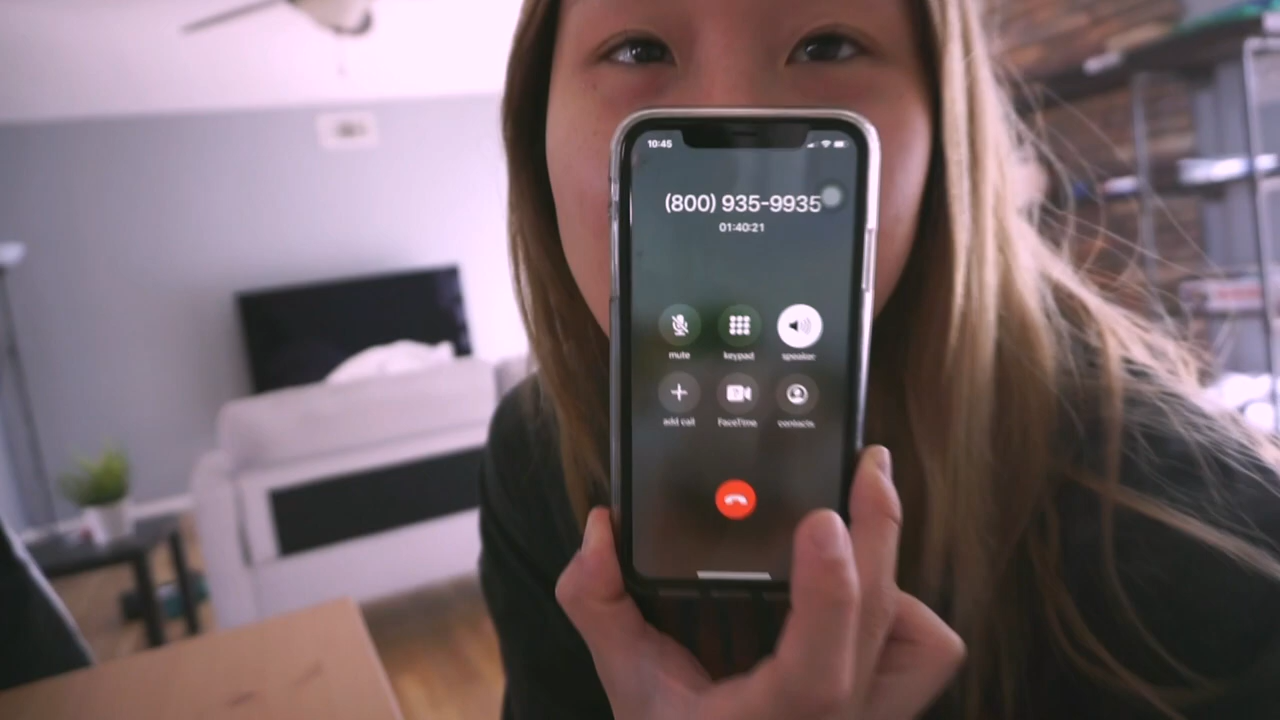 10:45
(800) 935-9935
01:40:21
mute keypad speaker
add call FaceTime contacts